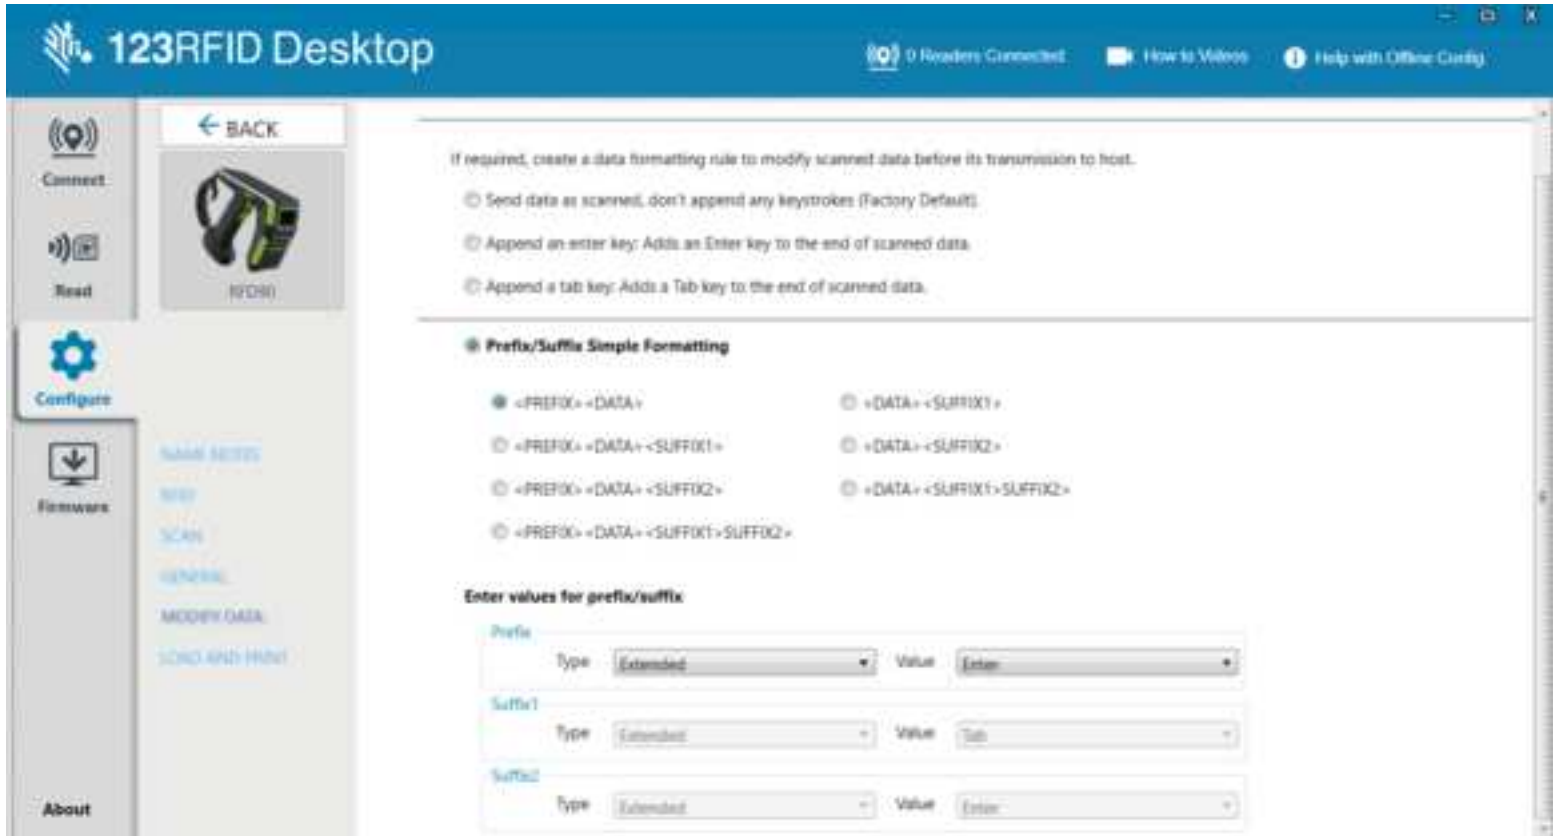 123RFID Desktop
0 Readers Connected
How to Videos
Help with Offline Config
Connect
Read
Configure
Firmware
About
BACK
RFD90
NAME NOTES
RFID
SCAN
GENERAL
MODIFY DATA
LOAD AND PRINT
If required, create a data formatting rule to modify scanned data before its transmission to host.
Send data as scanned, don't append any keystrokes (Factory Default).
Append an enter key: Adds an Enter key to the end of scanned data.
Append a tab key: Adds a Tab key to the end of scanned data.
Prefix/Suffix Simple Formatting
<PREFIX> <DATA>
<DATA> <SUFFIX1>
<PREFIX> <DATA> <SUFFIX1>
<DATA> <SUFFIX2>
<PREFIX> <DATA> <SUFFIX2>
<DATA> <SUFFIX1>SUFFIX2>
<PREFIX> <DATA> <SUFFIX1>SUFFIX2>
Enter values for prefix/suffix
Prefix
Type Extended Value Enter
Suffix1
Type Extended Value Tab
Suffix2
Type Extended Value Enter